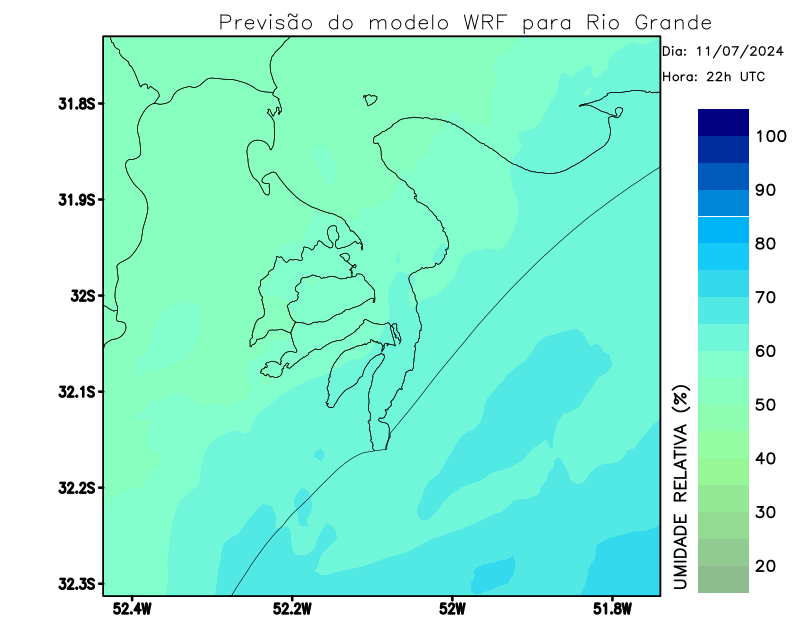 Previsão do modelo WRF para Rio Grande
Dia: 11/07/2024
Hora: 22h UTC
31.8S
31.9S
32S
32.1S
32.2S
32.3S
52.4W
52.2W
52W
51.8W
100
90
80
70
60
50
40
30
20
UMIDADE RELATIVA (%)